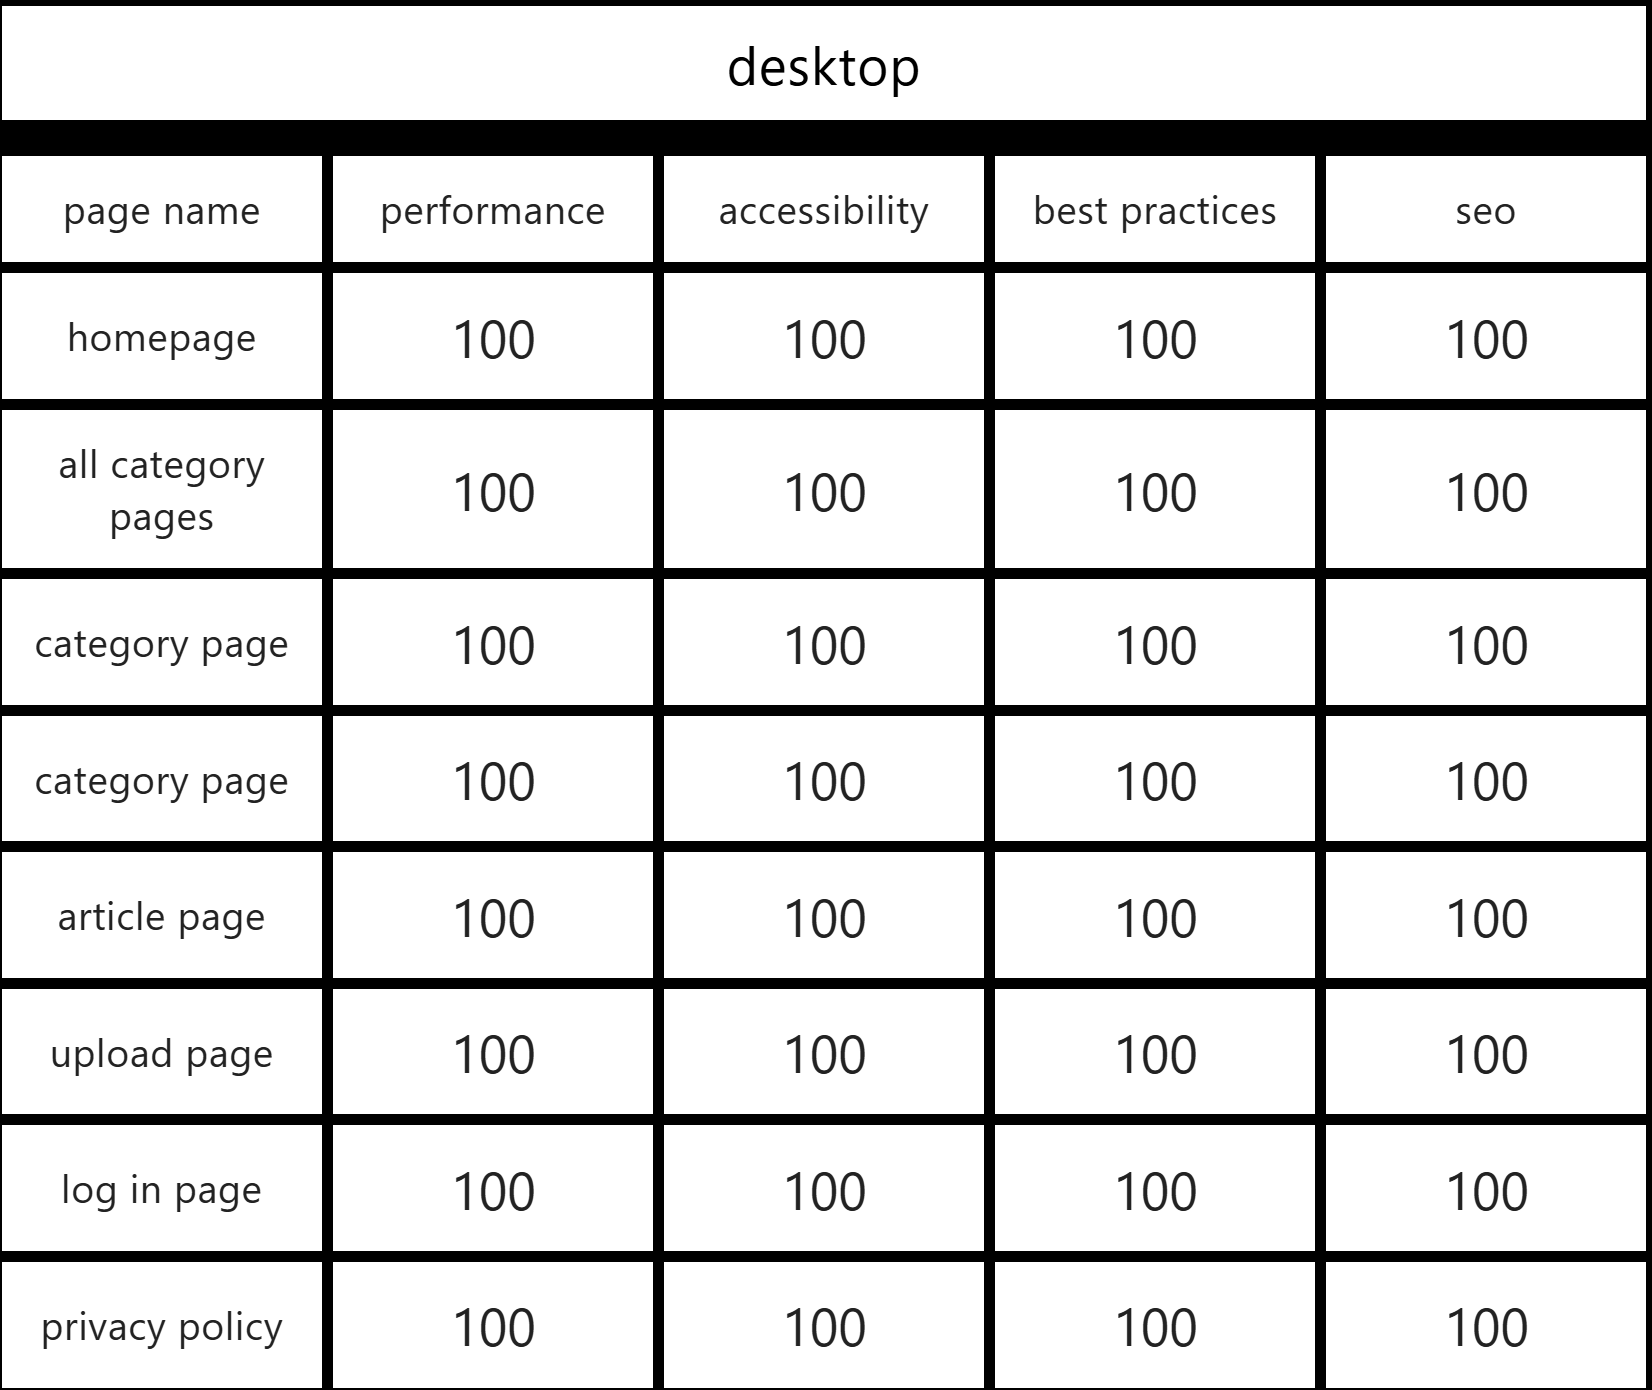 desktop
page name performance accessibility best practices seo
homepage 100 100 100 100
all category
pages 100 100 100 100
category page 100 100 100 100
category page 100 100 100 100
article page 100 100 100 100
upload page 100 100 100 100
log in page 100 100 100 100
privacy policy 100 100 100 100